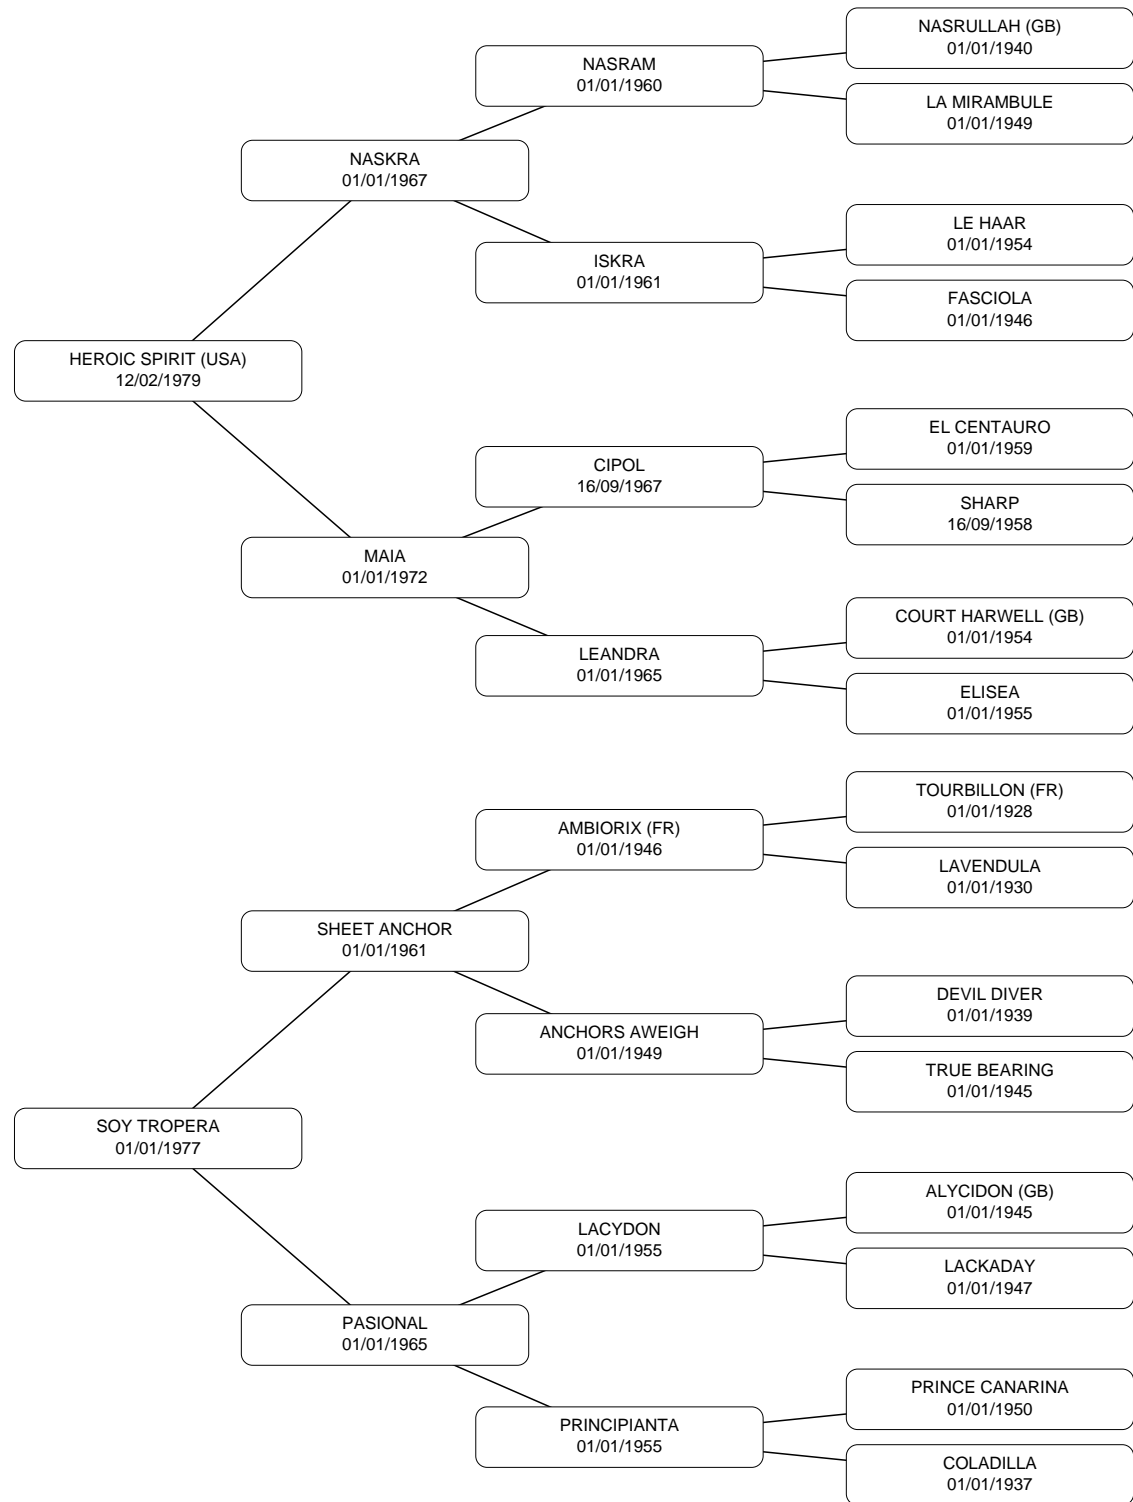 NASRULLAH (GB)
01/01/1940
NASRAM
01/01/1960
LA MIRAMBULE
01/01/1949
NASKRA
01/01/1967
LE HAAR
01/01/1954
ISKRA
01/01/1961
FASCIOLA
01/01/1946
HEROIC SPIRIT (USA)
12/02/1979
EL CENTAURO
01/01/1959
CIPOL
16/09/1967
SHARP
16/09/1958
MAIA
01/01/1972
COURT HARWELL (GB)
01/01/1954
LEANDRA
01/01/1965
ELISEA
01/01/1955
TOURBILLON (FR)
01/01/1928
AMBIORIX (FR)
01/01/1946
LAVENDULA
01/01/1930
SHEET ANCHOR
01/01/1961
DEVIL DIVER
01/01/1939
ANCHORS AWEIGH
01/01/1949
TRUE BEARING
01/01/1945
SOY TROPERA
01/01/1977
ALYCIDON (GB)
01/01/1945
LACYDON
01/01/1955
LACKADAY
01/01/1947
PASIONAL
01/01/1965
PRINCE CANARINA
01/01/1950
PRINCIPIANTA
01/01/1955
COLADILLA
01/01/1937